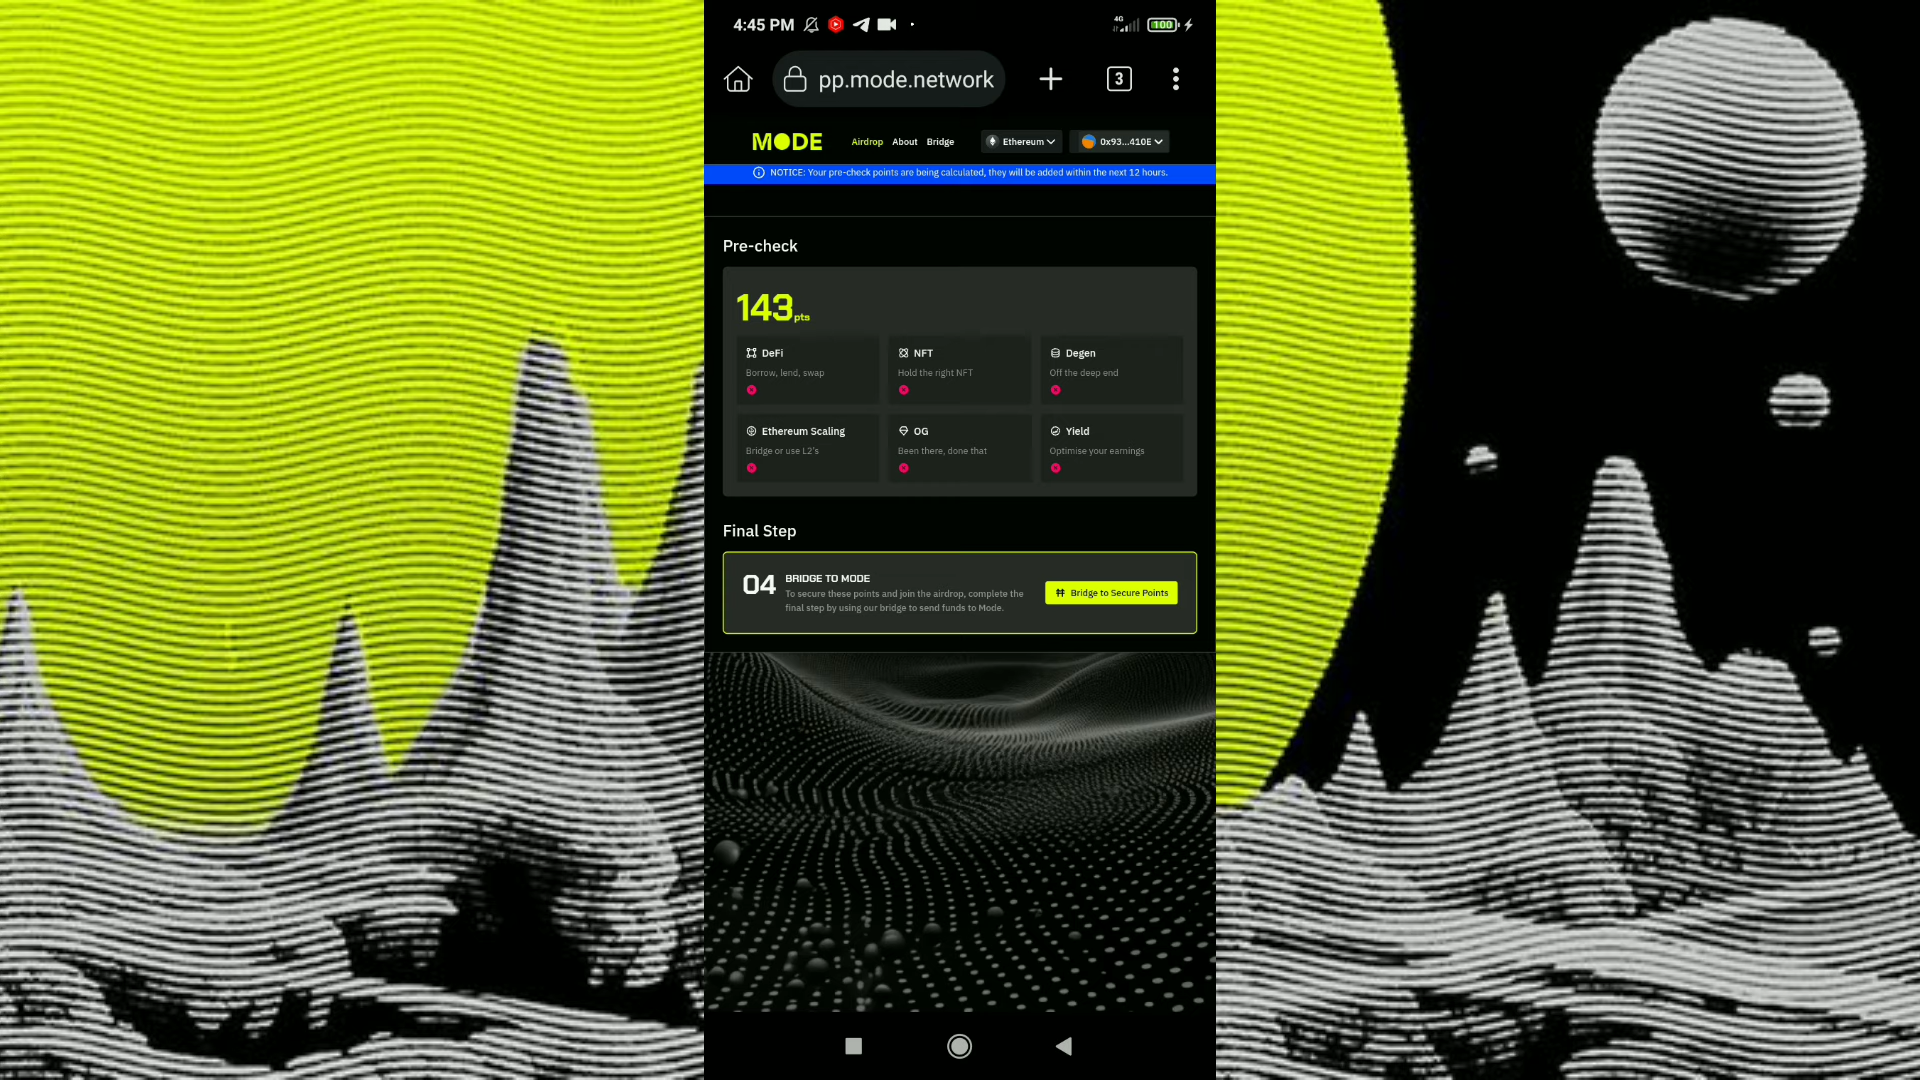 4:45 PM
4G
100
pp.mode.network
3
MODE
Airdrop About Bridge
Ethereum
0x93...410E
NOTICE: Your pre-check points are being calculated, they will be added within the next 12 hours.
Pre-check
143 pts
DeFi
Borrow, lend, swap
NFT
Hold the right NFT
Degen
Off the deep end
Ethereum Scaling
Bridge or use L2's
OG
Been there, done that
Yield
Optimise your earnings
Final Step
04
BRIDGE TO MODE
To secure these points and join the airdrop, complete the
final step by using our bridge to send funds to Mode.
Bridge to Secure Points